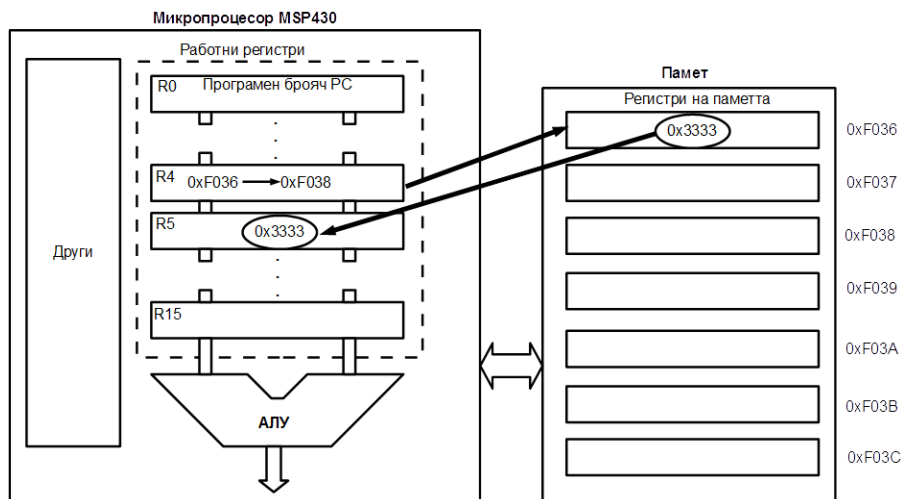 Микропроцесор MSP430
Работни регистри
R0 Програмен брояч PC
R4 0xF036 0xF038
R5 0x3333
R15
Други
АЛУ
Памет
Регистри на паметта
0x3333 0xF036
0xF037
0xF038
0xF039
0xF03A
0xF03B
0xF03C